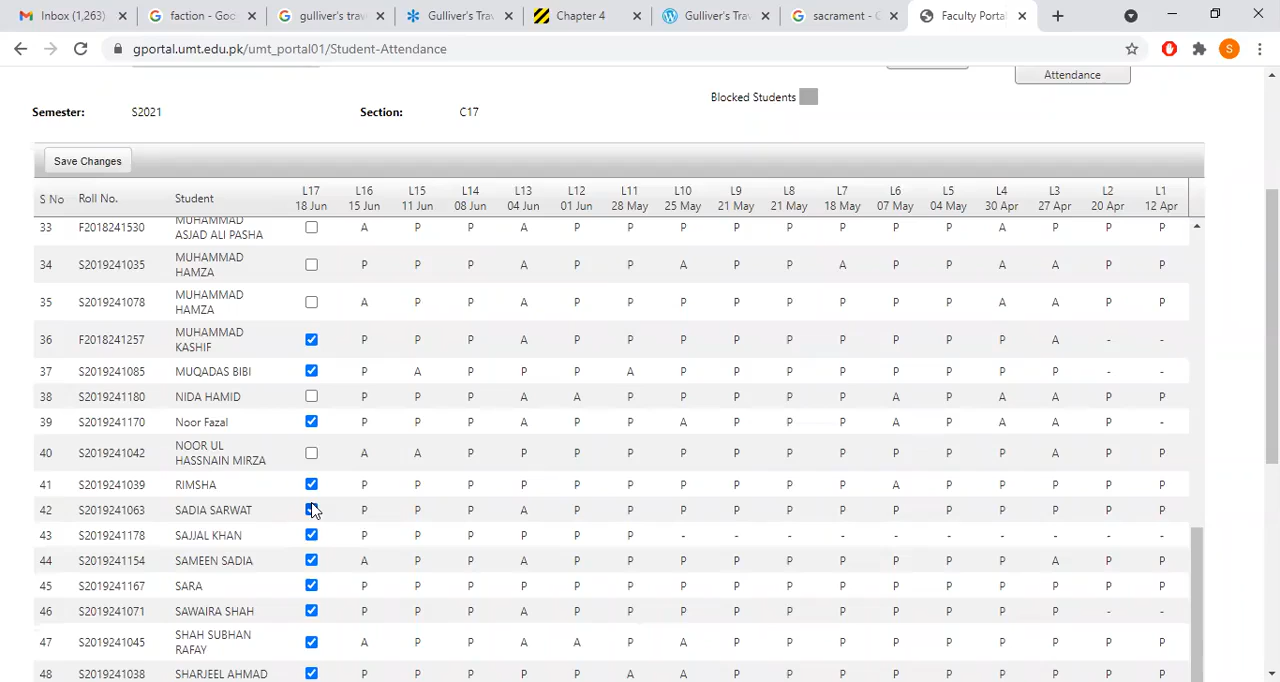 Inbox (1,263)
faction - Goo
gulliver's trav
Gulliver's Trav
Chapter 4
Gulliver's Trav
sacrament - G
Faculty Porta
gportal.umt.edu.pk/umt_portal01/Student-Attendance
S
Attendance
Blocked Students
Semester: S2021 Section: C17
Save Changes
S No Roll No. Student L17 L16 L15 L14 L13 L12 L11 L10 L9 L8 L7 L6 L5 L4 L3 L2 L1
18 Jun 15 Jun 11 Jun 08 Jun 04 Jun 01 Jun 28 May 25 May 21 May 21 May 18 May 07 May 04 May 30 Apr 27 Apr 20 Apr 12 Apr
33 F2018241530 MUHAMMAD ASJAD ALI PASHA A P P A P P P P P P P P A P P P
34 S2019241035 MUHAMMAD HAMZA P P P A P P A P P A P P A A P P
35 S2019241078 MUHAMMAD HAMZA A P P A P P P P P P P P A A P P
36 F2018241257 MUHAMMAD KASHIF P P P A P P P P P P P P P A - -
37 S2019241085 MUQADAS BIBI P A P P P A P P P P P P P P - -
38 S2019241180 NIDA HAMID P P P A A P P P P P A P A A P P
39 S2019241170 Noor Fazal P P P A P P A P P P A P A A P -
40 S2019241042 NOOR UL HASSNAIN MIRZA A A P P P P P P P P P P P A P P
41 S2019241039 RIMSHA P P P P P P P P P P A P P P P P
42 S2019241063 SADIA SARWAT P P P A P P P P P P P P P P P P
43 S2019241178 SAJJAL KHAN P P P P P P - - - - - - - - - -
44 S2019241154 SAMEEN SADIA A P P A P P P P P P P P P A P P
45 S2019241167 SARA P P P P P P P P P P P P P P P P
46 S2019241071 SAWAIRA SHAH P P P A P P P P P P P P P P - -
47 S2019241045 SHAH SUBHAN RAFAY A P P A A P A P P P P P P P P P
48 S2019241038 SHARJEEL AHMAD P P P P P A A P P P P P P P P P